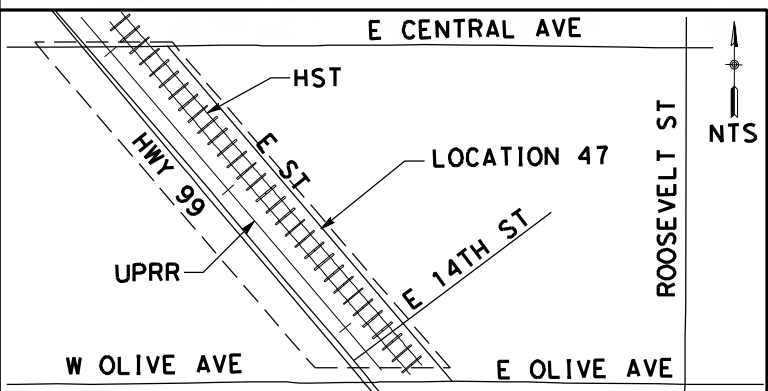 E CENTRAL AVE
HST
NTS
E ST
HWY 99
LOCATION 47
ROOSEVELT ST
E 14TH ST
UPRR
W OLIVE AVE
E OLIVE AVE